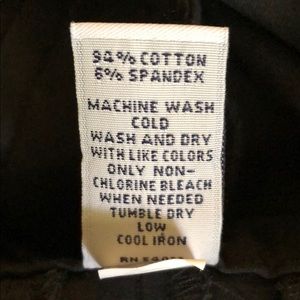 94% COTTON
6% SPANDEX
MACHINE WASH
COLD
WASH AND DRY
WITH LIKE COLORS
ONLY NON-
CHLORINE BLEACH
WHEN NEEDED
TUMBLE DRY
LOW
COOL IRON
RN